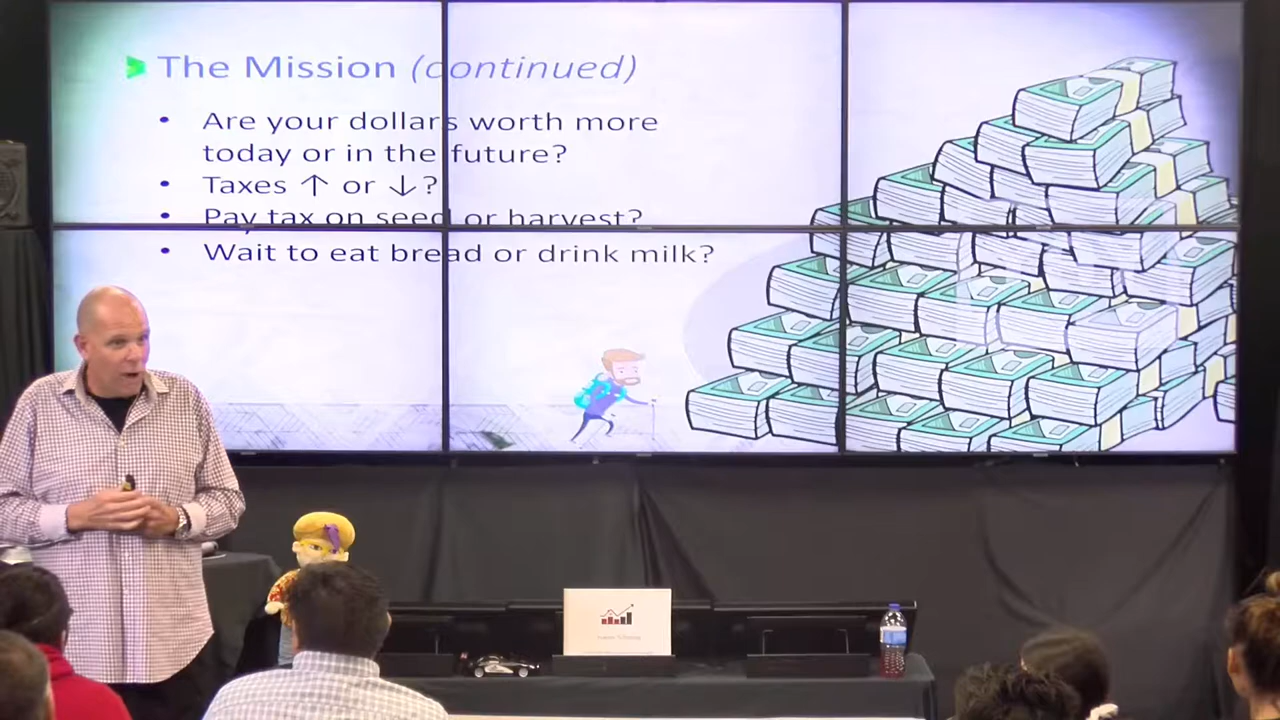 The Mission (continued)
• Are your dollars worth more
today or in the future?
• Taxes ↑ or ↓?
• Pay tax on seed or harvest?
• Wait to eat bread or drink milk?